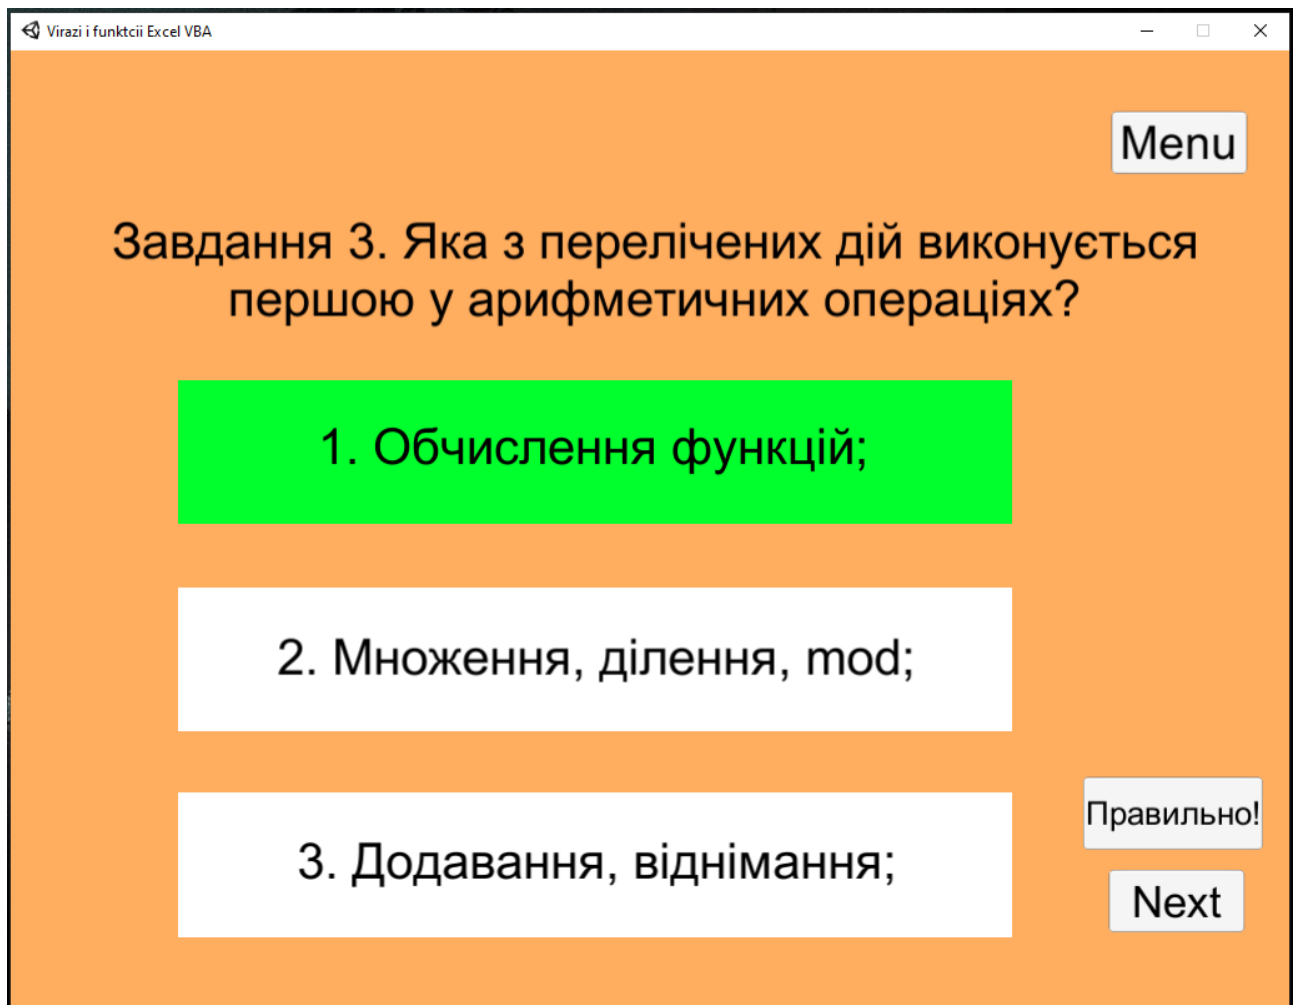 Virazi i funktcii Excel VBA
Menu
Завдання 3. Яка з перелічених дій виконується
першою у арифметичних операціях?
1. Обчислення функцій;
2. Множення, ділення, mod;
3. Додавання, віднімання;
Правильно!
Next